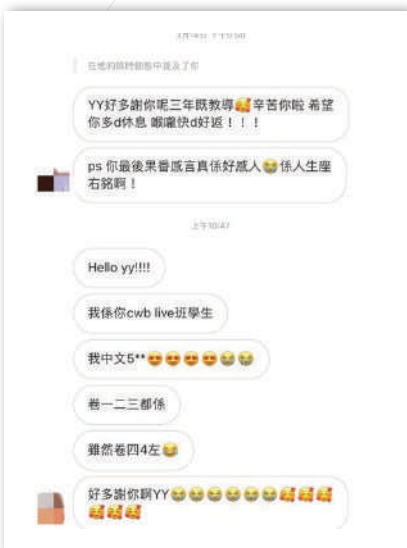 在他的限時動態中提及了你
YY好多謝你呢三年既教導🥰辛苦你啦 希望
你多d休息 喉嚨快d好返！！！
ps 你最後果番感言真係好感人😭係人生座
右銘啊！
上午10:47
Hello yy!!!!
我係你cwb live班學生
我中文5**😍😍😍😍😭😭
卷一二三都係
雖然卷四4左😂
好多謝你啊YY😭😭😭😭😭😭🥰🥰🥰
🥰🥰🥰